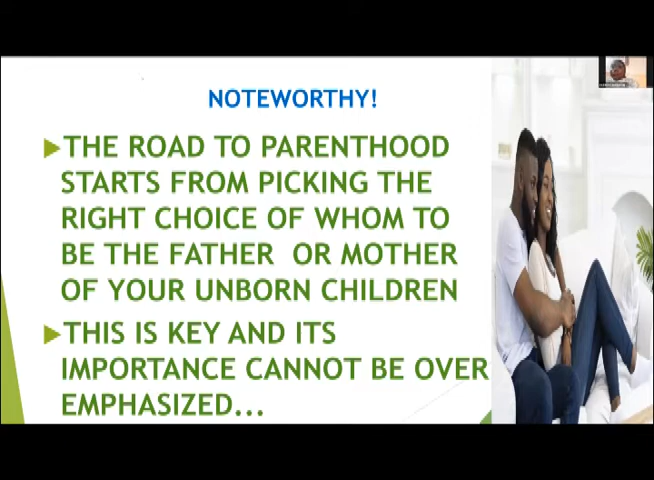 NOTEWORTHY!
THE ROAD TO PARENTHOOD
STARTS FROM PICKING THE
RIGHT CHOICE OF WHOM TO
BE THE FATHER OR MOTHER
OF YOUR UNBORN CHILDREN
THIS IS KEY AND ITS
IMPORTANCE CANNOT BE OVER
EMPHASIZED...